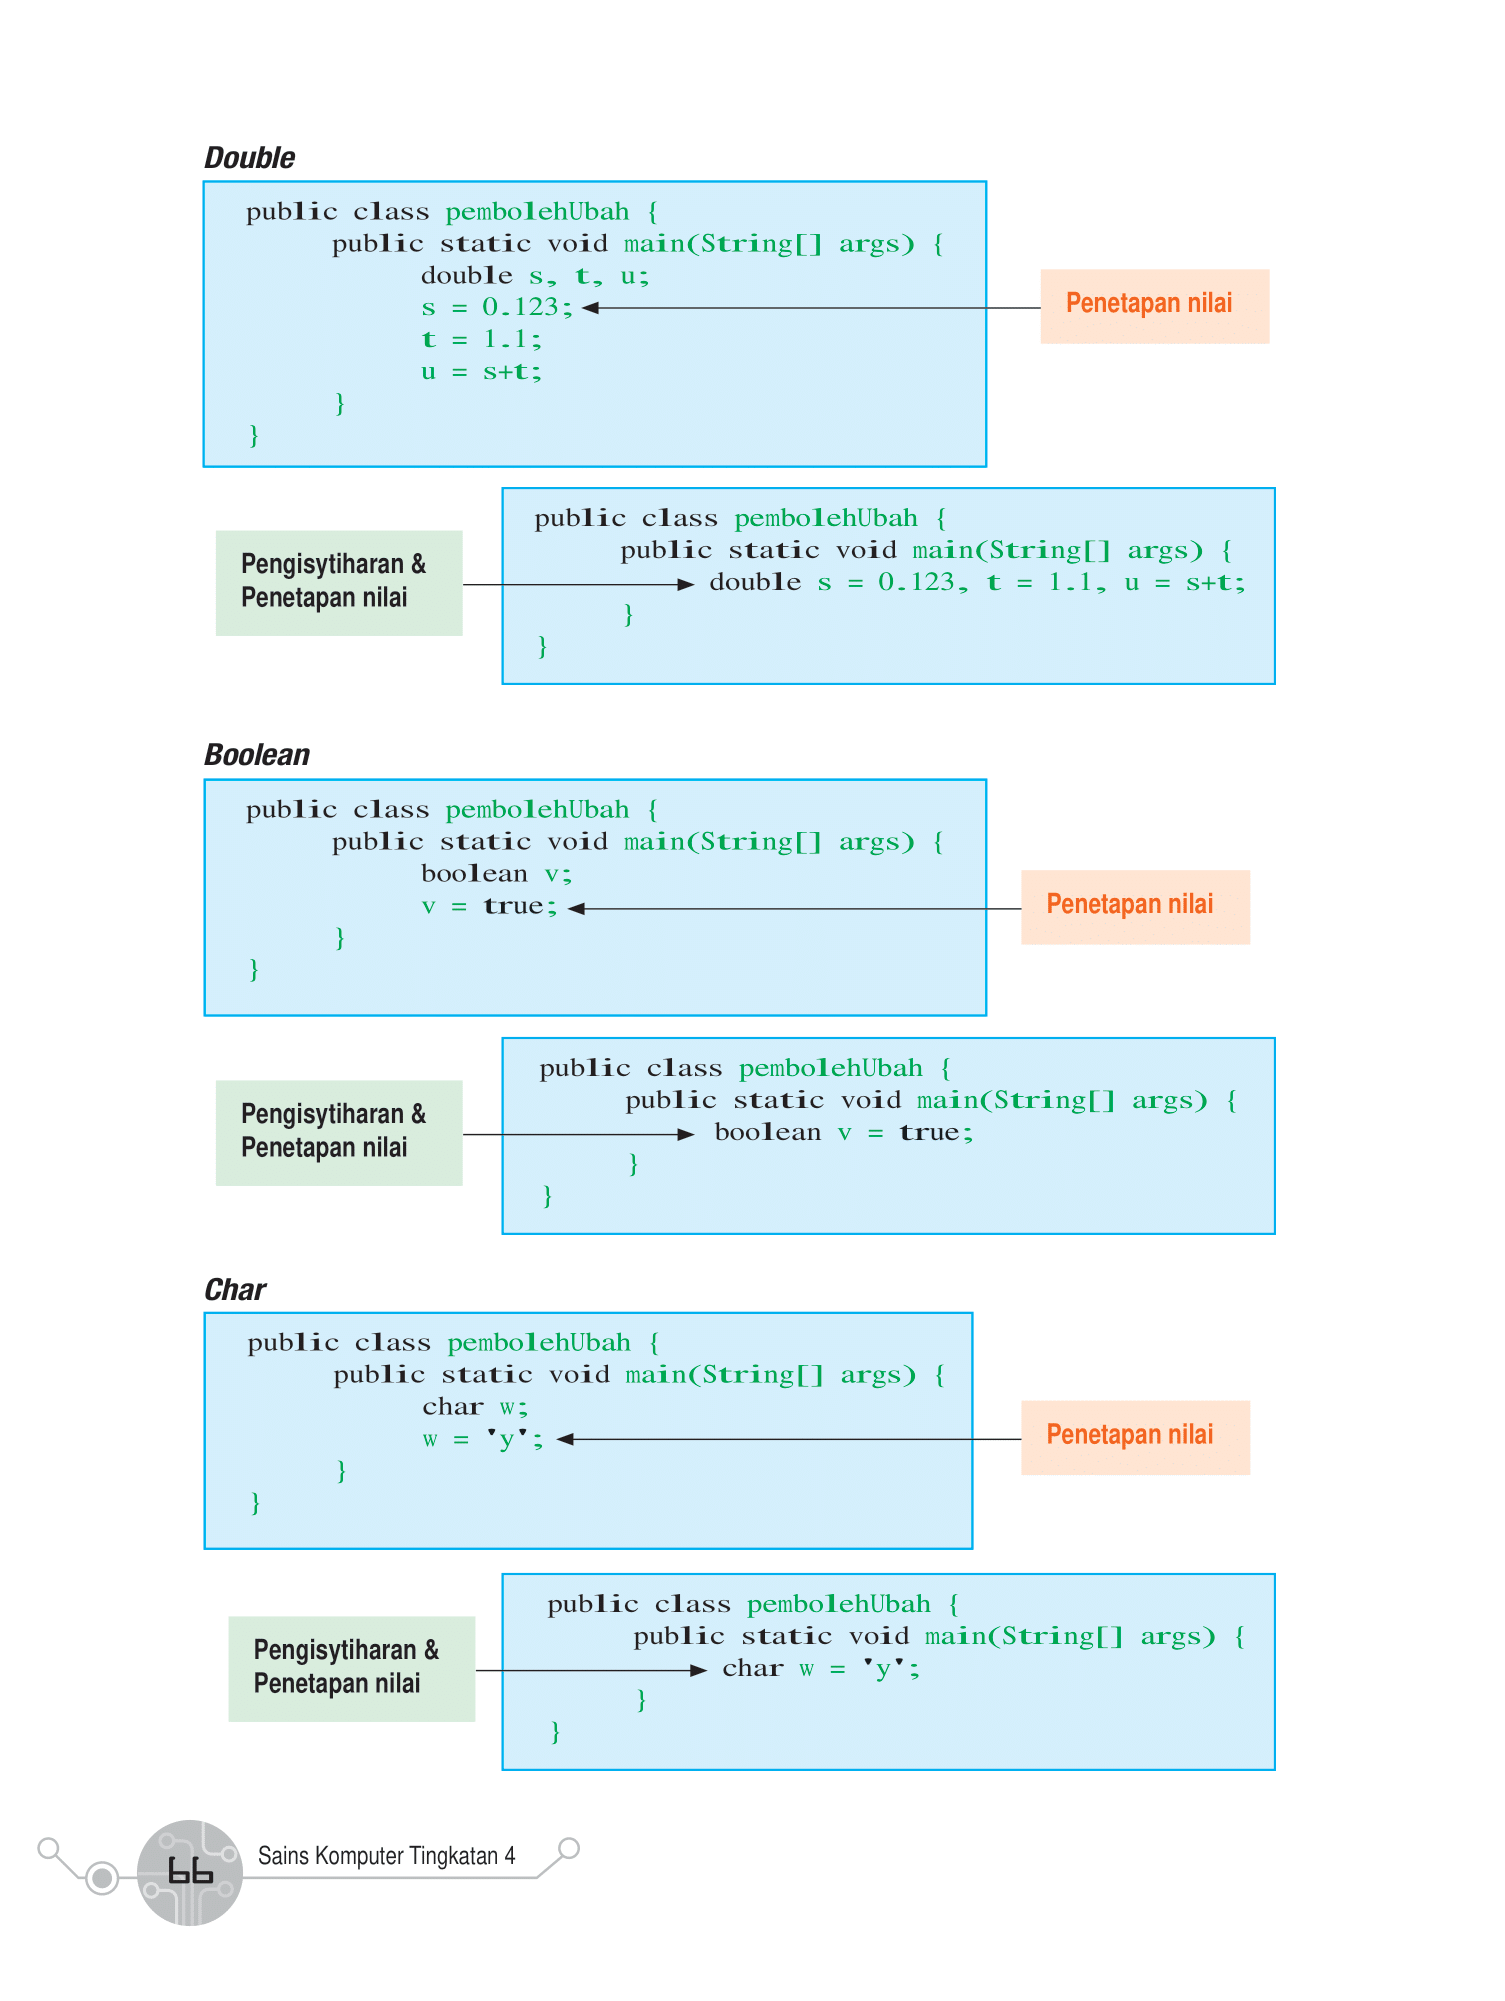 Double
public class pembolehUbah {
public static void main(String[] args) {
double s, t, u;
s = 0.123;
Penetapan nilai
t = 1.1;
u = s+t;
}
}
public class pembolehUbah {
public static void main(String[] args) {
Pengisytiharan &
Penetapan nilai
double s = 0.123, t = 1.1, u = s+t;
}
}
Boolean
public class pembolehUbah {
public static void main(String[] args) {
boolean v;
v = true;
Penetapan nilai
}
}
public class pembolehUbah {
public static void main(String[] args) {
Pengisytiharan &
Penetapan nilai
boolean v = true;
}
}
Char
public class pembolehUbah {
public static void main(String[] args) {
char w;
w = 'y';
Penetapan nilai
}
}
public class pembolehUbah {
public static void main(String[] args) {
Pengisytiharan &
Penetapan nilai
char w = 'y';
}
}
66
Sains Komputer Tingkatan 4